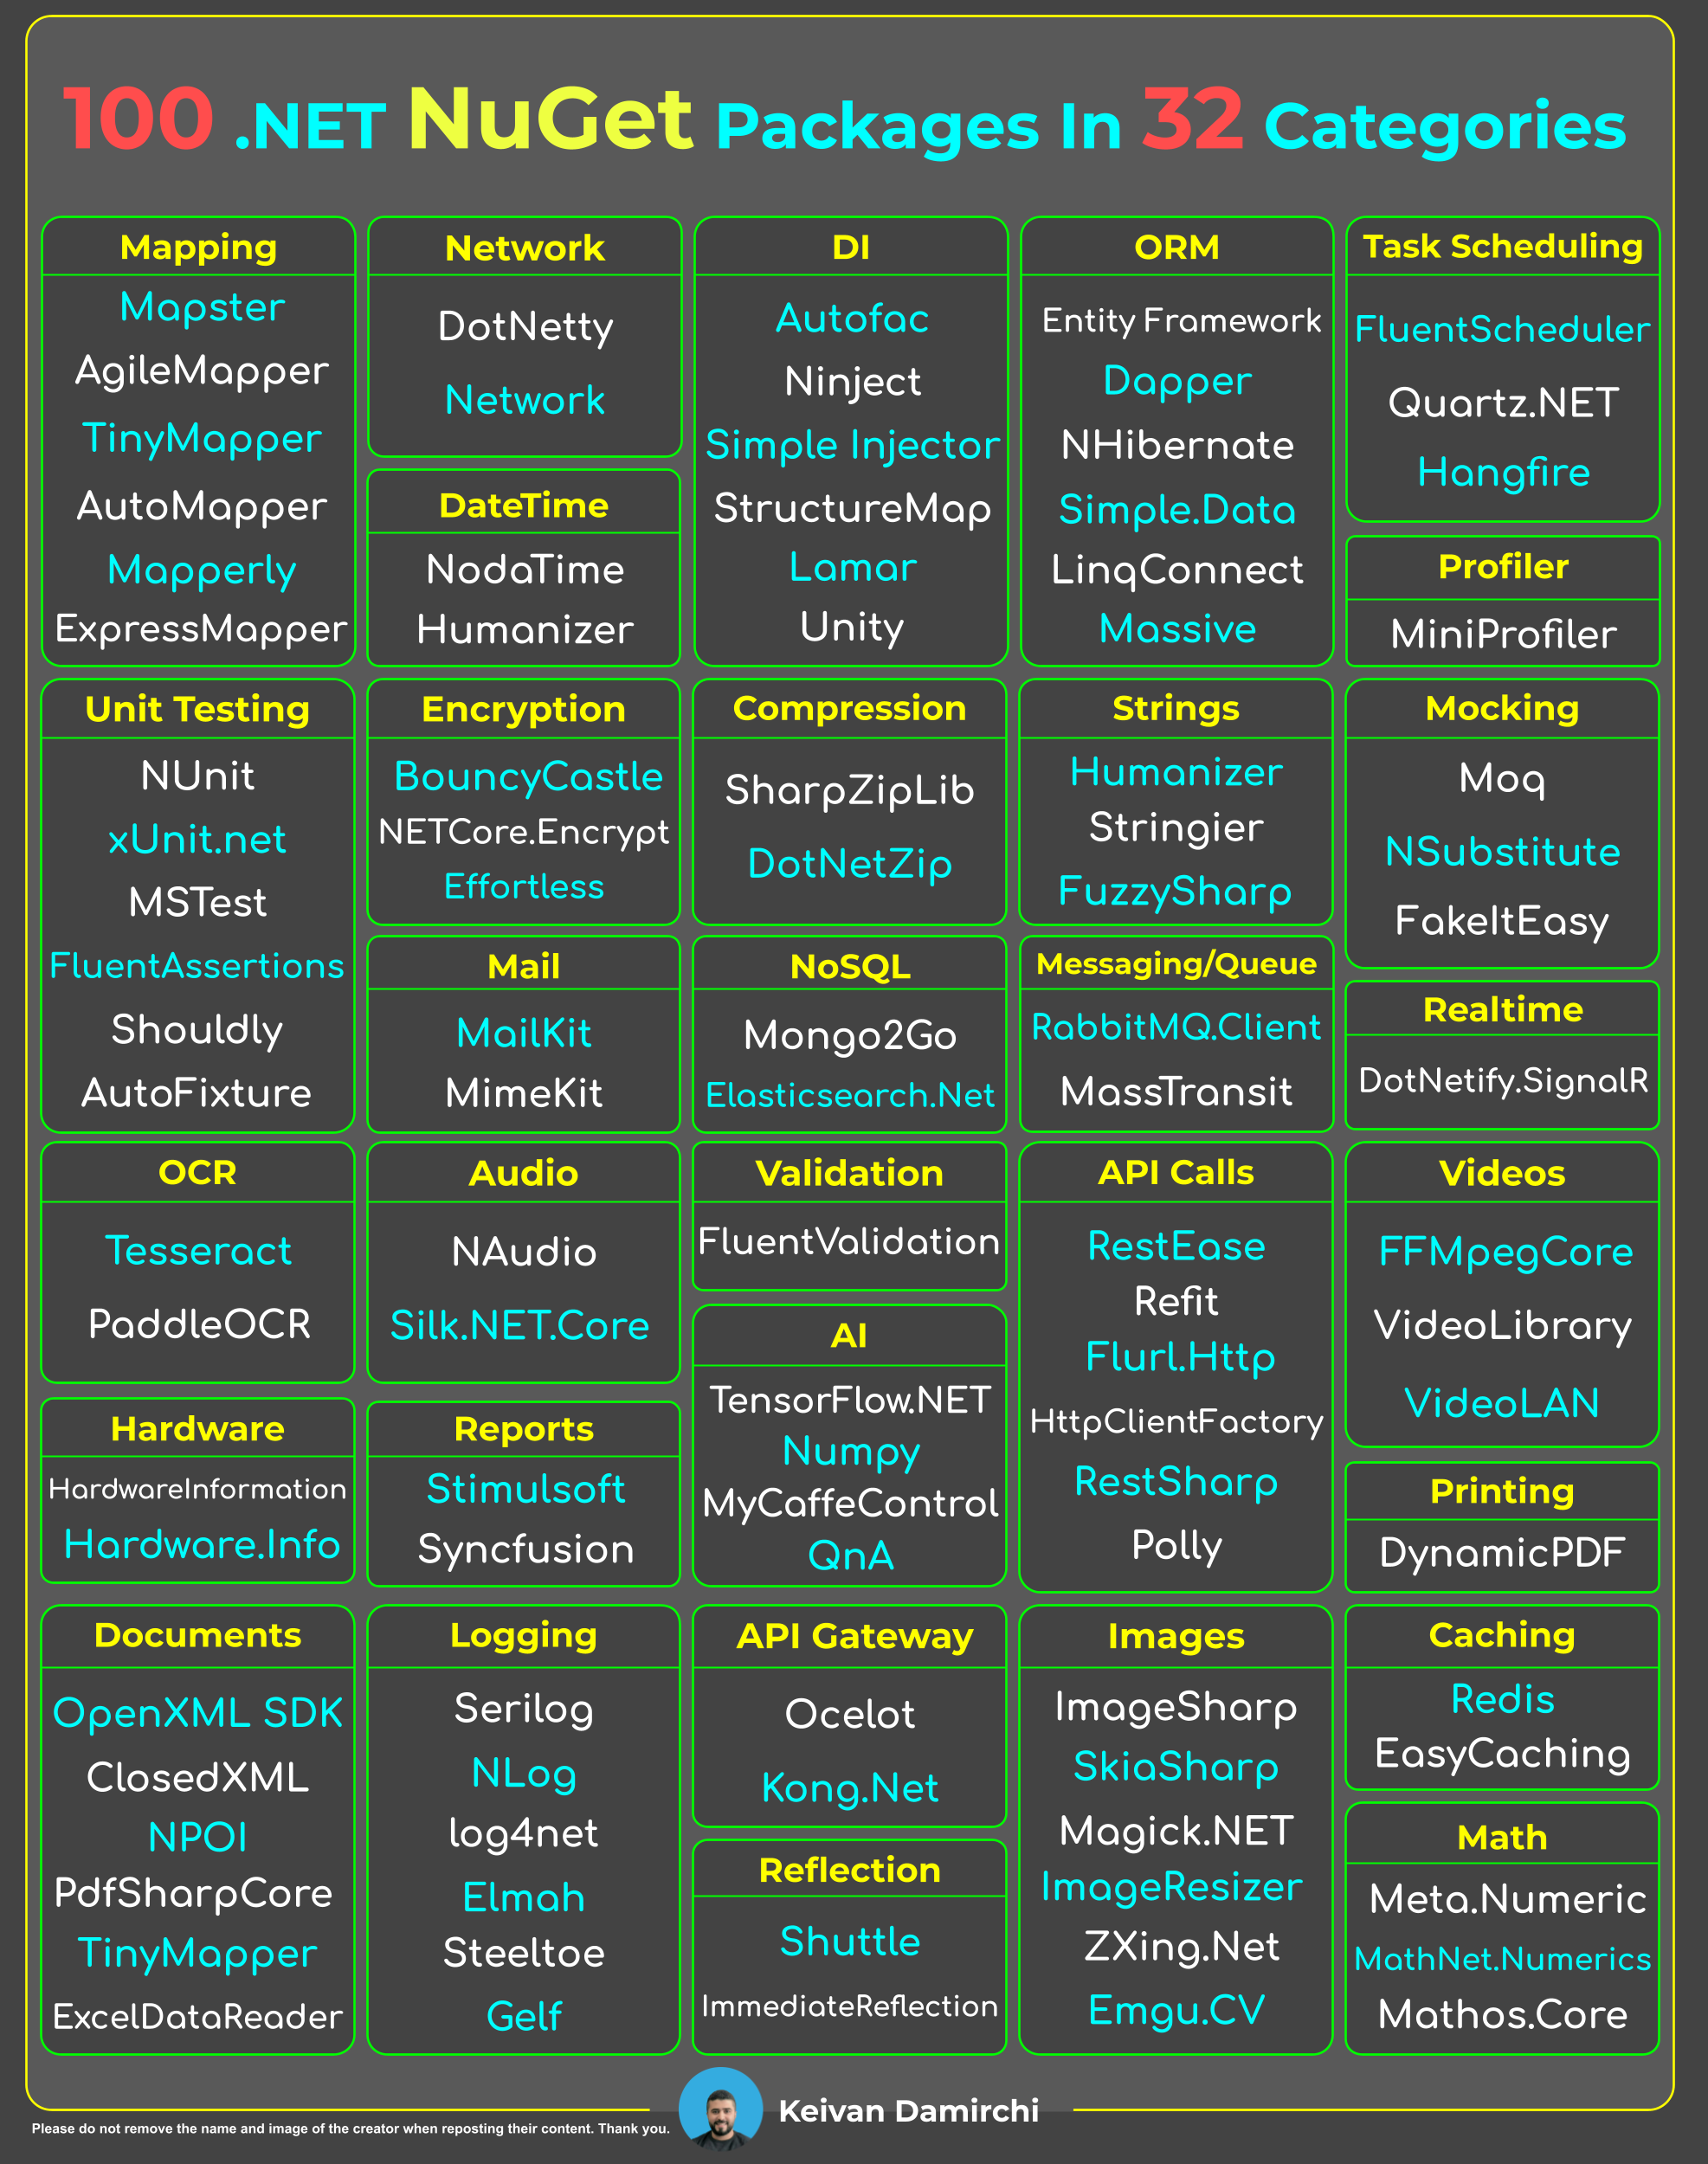 100 .NET NuGet Packages In 32 Categories
Mapping
Mapster
AgileMapper
TinyMapper
AutoMapper
Mapperly
ExpressMapper
Network
DotNetty
Network
DateTime
NodaTime
Humanizer
DI
Autofac
Ninject
Simple Injector
StructureMap
Lamar
Unity
ORM
Entity Framework
Dapper
NHibernate
Simple.Data
LinqConnect
Massive
Task Scheduling
FluentScheduler
Quartz.NET
Hangfire
Profiler
MiniProfiler
Unit Testing
NUnit
xUnit.net
MSTest
FluentAssertions
Shouldly
AutoFixture
Encryption
BouncyCastle
NETCore.Encrypt
Effortless
Mail
MailKit
MimeKit
Compression
SharpZipLib
DotNetZip
NoSQL
Mongo2Go
Elasticsearch.Net
Strings
Humanizer
Stringier
FuzzySharp
Messaging/Queue
RabbitMQ.Client
MassTransit
Mocking
Moq
NSubstitute
FakeItEasy
Realtime
DotNetify.SignalR
OCR
Tesseract
PaddleOCR
Hardware
HardwareInformation
Hardware.Info
Audio
NAudio
Silk.NET.Core
Reports
Stimulsoft
Syncfusion
Validation
FluentValidation
AI
TensorFlow.NET
Numpy
MyCaffeControl
QnA
API Calls
RestEase
Refit
Flurl.Http
HttpClientFactory
RestSharp
Polly
Videos
FFMpegCore
VideoLibrary
VideoLAN
Printing
DynamicPDF
Documents
OpenXML SDK
ClosedXML
NPOI
PdfSharpCore
TinyMapper
ExcelDataReader
Logging
Serilog
NLog
log4net
Elmah
Steeltoe
Gelf
API Gateway
Ocelot
Kong.Net
Reflection
Shuttle
ImmediateReflection
Images
ImageSharp
SkiaSharp
Magick.NET
ImageResizer
ZXing.Net
Emgu.CV
Caching
Redis
EasyCaching
Math
Meta.Numeric
MathNet.Numerics
Mathos.Core
Keivan Damirchi
Please do not remove the name and image of the creator when reposting their content. Thank you.